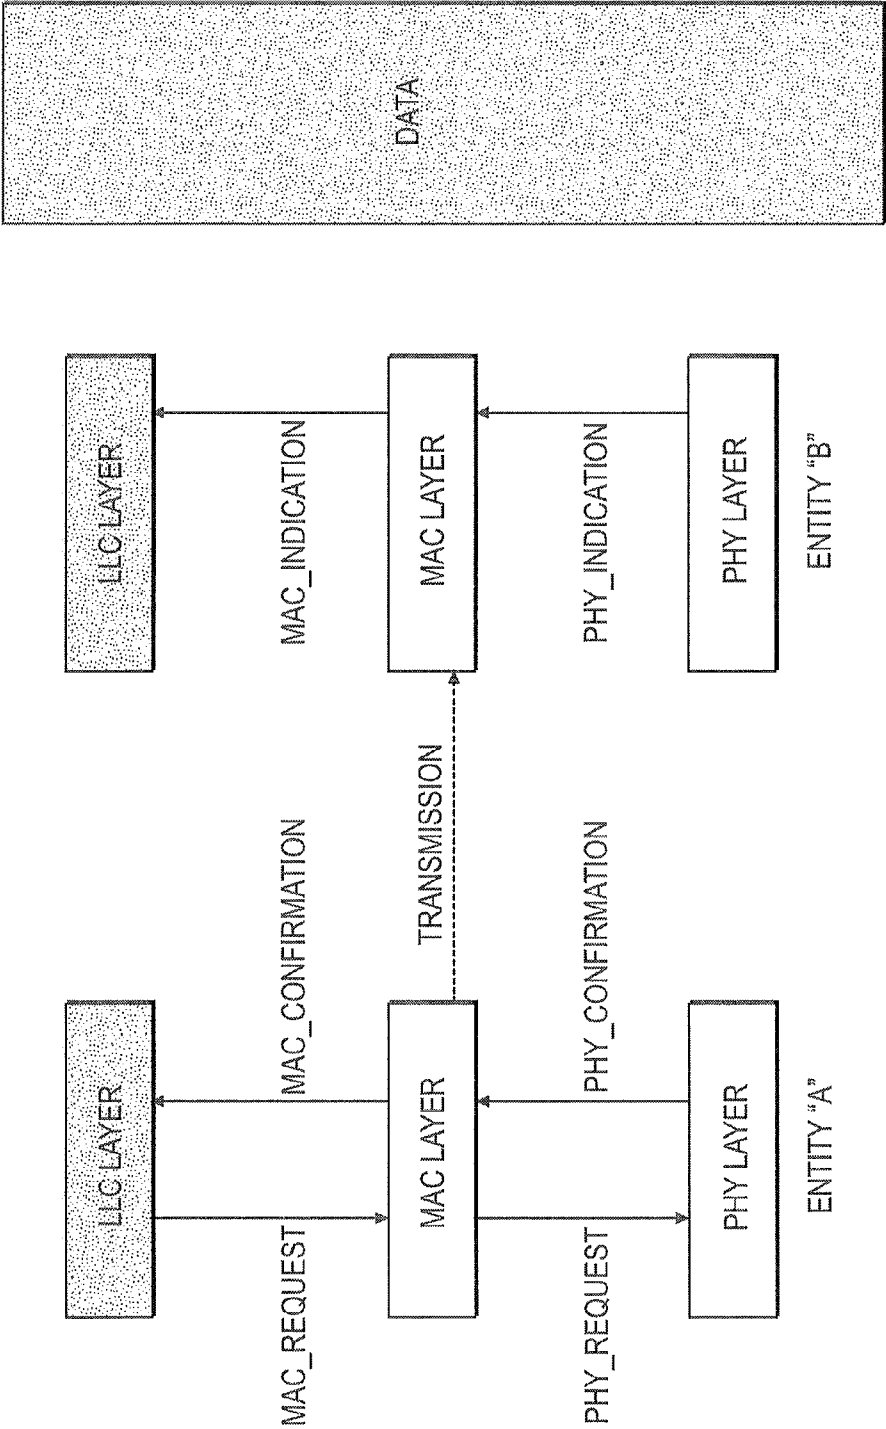 LLC LAYER
LLC LAYER
MAC_REQUEST
MAC_CONFIRMATION
MAC_INDICATION
MAC LAYER
TRANSMISSION
MAC LAYER
DATA
PHY_REQUEST
PHY_CONFIRMATION
PHY_INDICATION
PHY LAYER
PHY LAYER
ENTITY “A”
ENTITY “B”